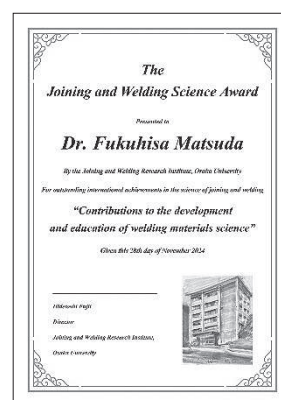 The
Joining and Welding Science Award
Presented to
Dr. Fukuhisa Matsuda
By the Joining and Welding Research Institute, Osaka University
For outstanding international achievements in the science of joining and welding
“Contributions to the development
and education of welding materials science”
Given this 28th day of November 2024
Hidetoshi Fujii
Director
Joining and Welding Research Institute,
Osaka University